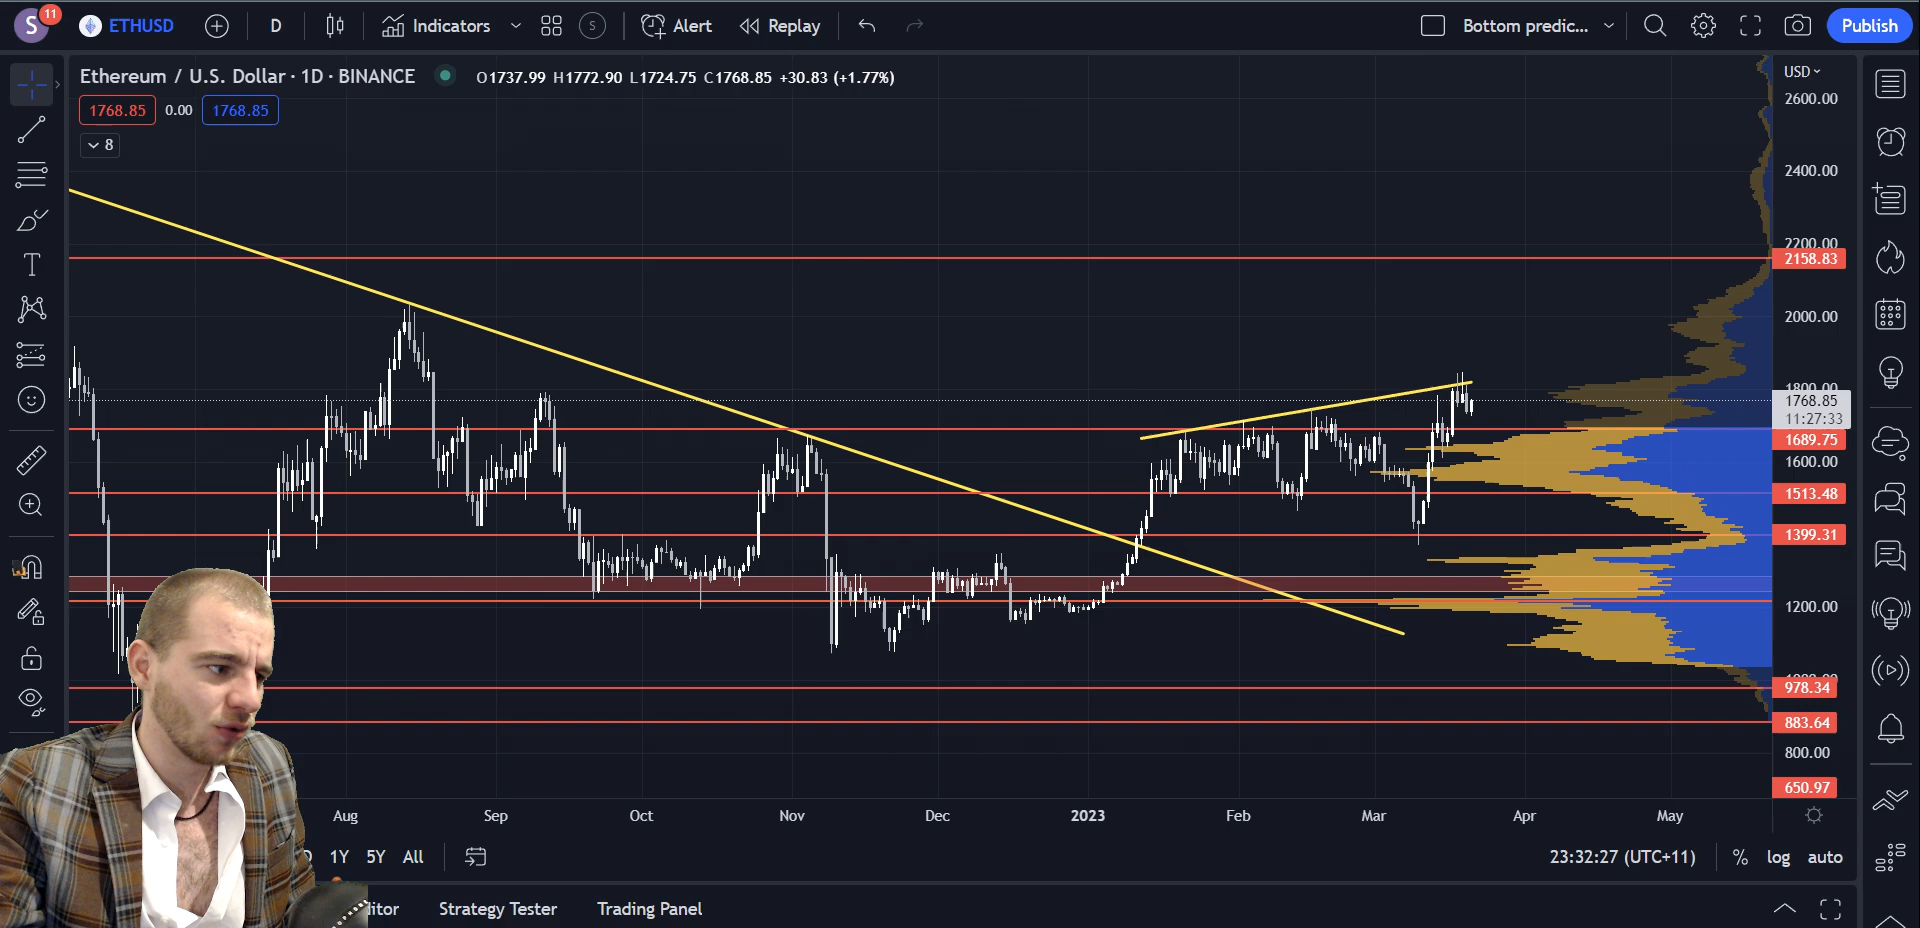 S 11 ETHUSD D Indicators S Alert Replay Bottom predic... Publish
Ethereum / U.S. Dollar · 1D · BINANCE O1737.99 H1772.90 L1724.75 C1768.85 +30.83 (+1.77%)
1768.85 0.00 1768.85
8
USD
2600.00
2400.00
2200.00
2158.83
2000.00
1800.00
1768.85
11:27:33
1689.75
1600.00
1513.48
1399.31
1200.00
978.34
883.64
800.00
650.97
T
Aug Sep Oct Nov Dec 2023 Feb Mar Apr May
1Y 5Y All 23:32:27 (UTC+11) % log auto
itor Strategy Tester Trading Panel